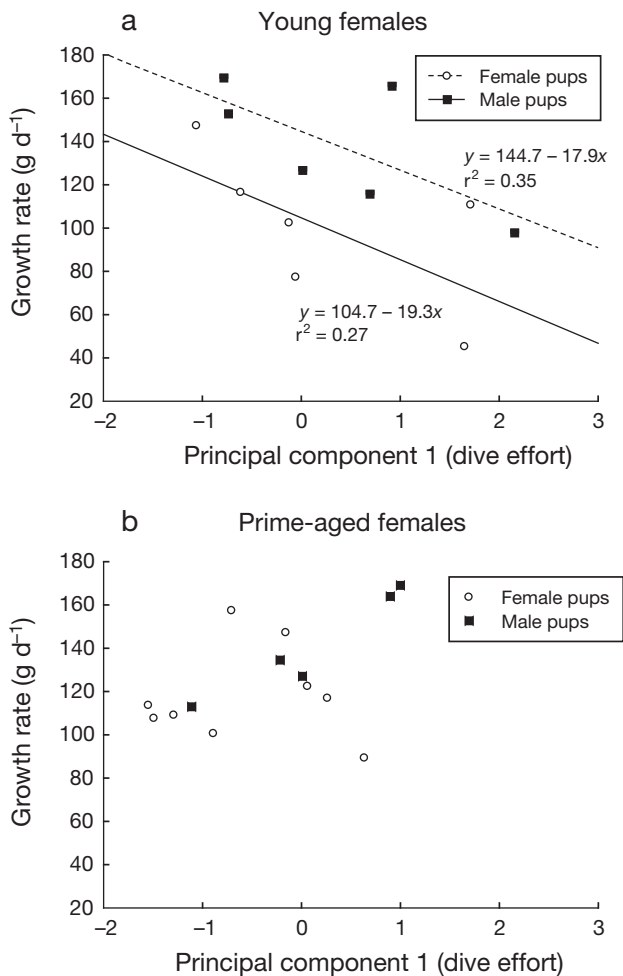 a Young females
180
160
140
120
100
80
60
40
20
Growth rate (g d⁻¹)
Female pups
Male pups
y = 144.7 – 17.9x
r² = 0.35
y = 104.7 – 19.3x
r² = 0.27
–2 –1 0 1 2 3
Principal component 1 (dive effort)
b Prime-aged females
180
160
140
120
100
80
60
40
20
Growth rate (g d⁻¹)
Female pups
Male pups
–2 –1 0 1 2 3
Principal component 1 (dive effort)